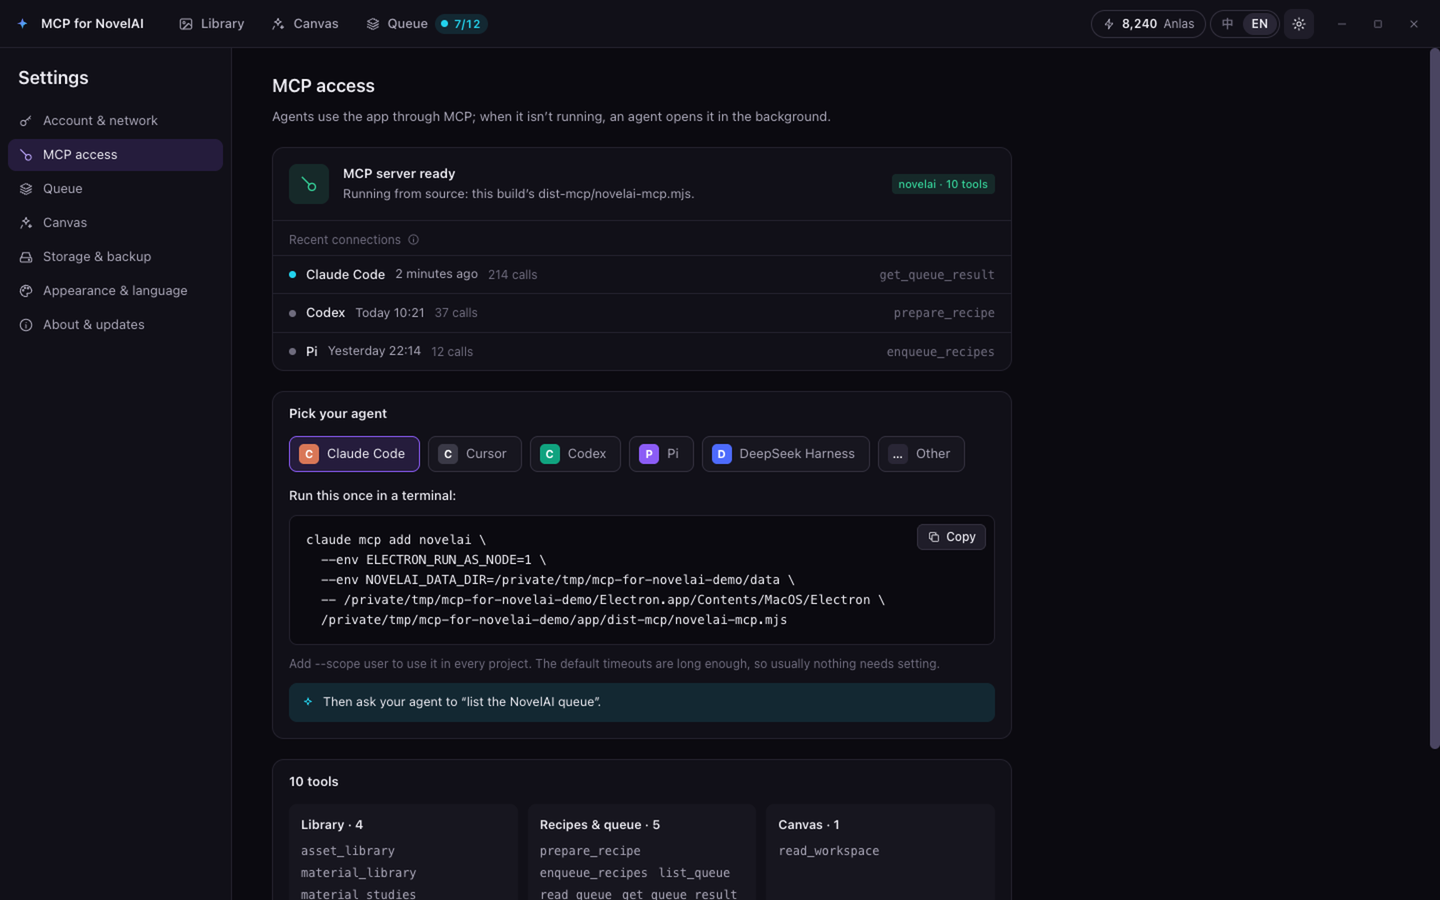 MCP for NovelAI
Library
Canvas
Queue
7/12
8,240 Anlas
中
EN
Settings
Account & network
MCP access
Queue
Canvas
Storage & backup
Appearance & language
About & updates
MCP access
Agents use the app through MCP; when it isn't running, an agent opens it in the background.
MCP server ready
Running from source: this build's dist-mcp/novelai-mcp.mjs.
novelai · 10 tools
Recent connections
Claude Code 2 minutes ago 214 calls get_queue_result
Codex Today 10:21 37 calls prepare_recipe
Pi Yesterday 22:14 12 calls enqueue_recipes
Pick your agent
C Claude Code
C Cursor
C Codex
P Pi
D DeepSeek Harness
... Other
Run this once in a terminal:
Copy
claude mcp add novelai \
--env ELECTRON_RUN_AS_NODE=1 \
--env NOVELAI_DATA_DIR=/private/tmp/mcp-for-novelai-demo/data \
-- /private/tmp/mcp-for-novelai-demo/Electron.app/Contents/MacOS/Electron \
/private/tmp/mcp-for-novelai-demo/app/dist-mcp/novelai-mcp.mjs
Add --scope user to use it in every project. The default timeouts are long enough, so usually nothing needs setting.
Then ask your agent to “list the NovelAI queue”.
10 tools
Library · 4
asset_library
material_library
material_studies
Recipes & queue · 5
prepare_recipe
enqueue_recipes list_queue
read_queue get_queue_result
Canvas · 1
read_workspace